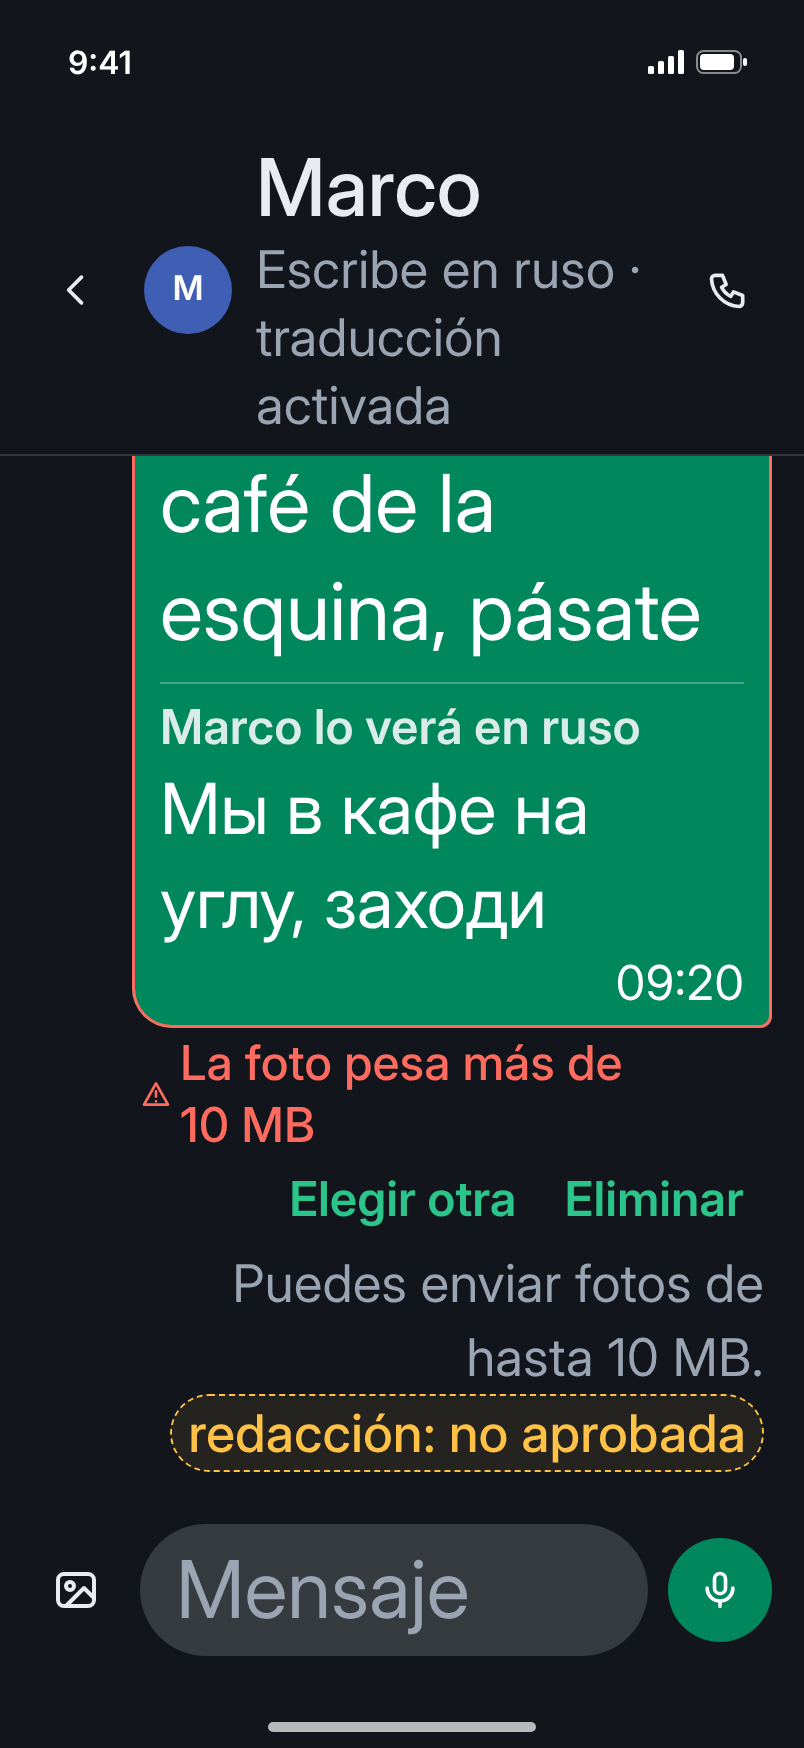 9:41
Marco
M
Escribe en ruso ·
traducción
activada
café de la
esquina, pásate
Marco lo verá en ruso
Мы в кафе на
углу, заходи
09:20
La foto pesa más de
10 MB
Elegir otra Eliminar
Puedes enviar fotos de
hasta 10 MB.
redacción: no aprobada
Mensaje